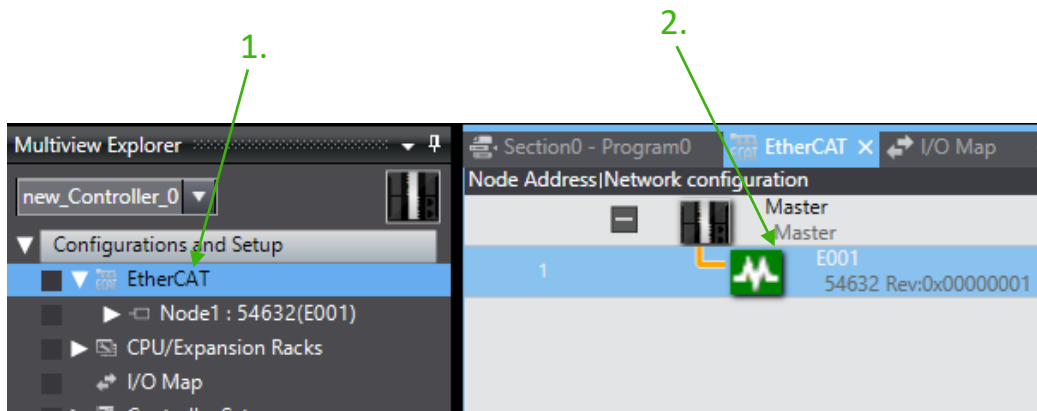 1.
2.
Multiview Explorer
new_Controller_0
Configurations and Setup
EtherCAT
Node1 : 54632(E001)
CPU/Expansion Racks
I/O Map
Section0 - Program0
EtherCAT
I/O Map
Node Address|Network configuration
Master
Master
1
E001
54632 Rev:0x00000001